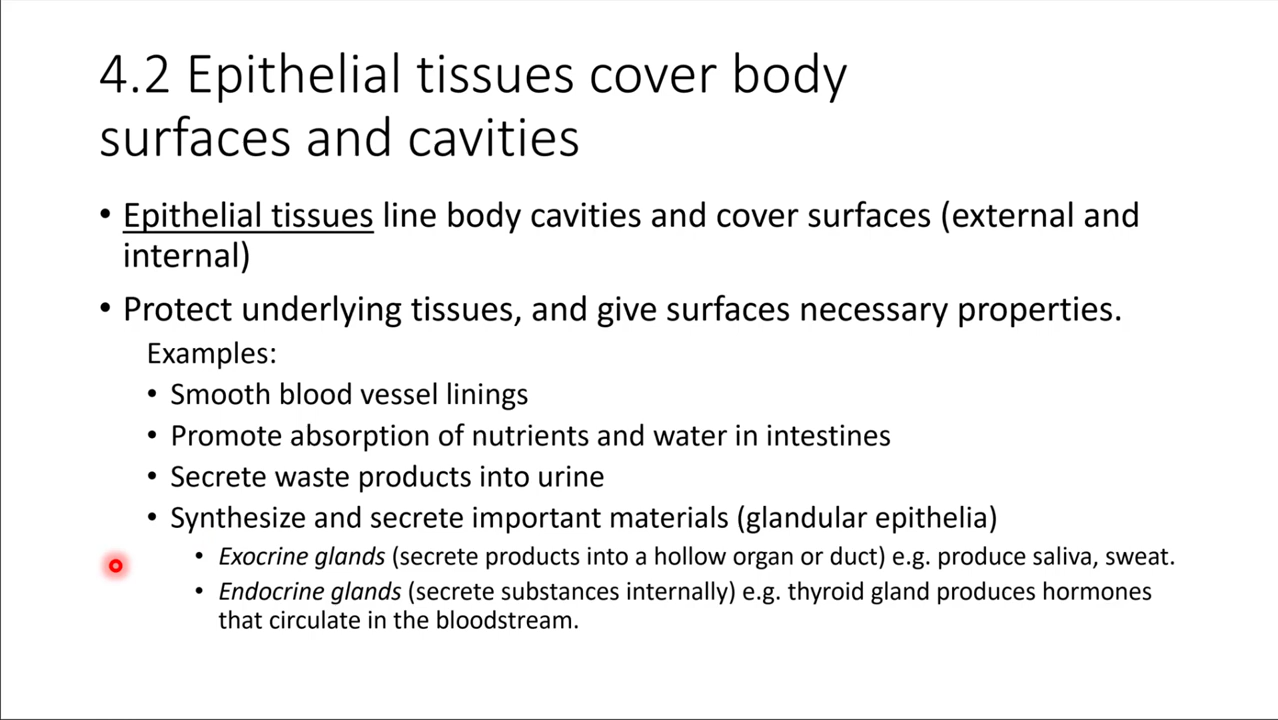 4.2 Epithelial tissues cover body
surfaces and cavities
• Epithelial tissues line body cavities and cover surfaces (external and
internal)
• Protect underlying tissues, and give surfaces necessary properties.
Examples:
• Smooth blood vessel linings
• Promote absorption of nutrients and water in intestines
• Secrete waste products into urine
• Synthesize and secrete important materials (glandular epithelia)
• Exocrine glands (secrete products into a hollow organ or duct) e.g. produce saliva, sweat.
• Endocrine glands (secrete substances internally) e.g. thyroid gland produces hormones
that circulate in the bloodstream.